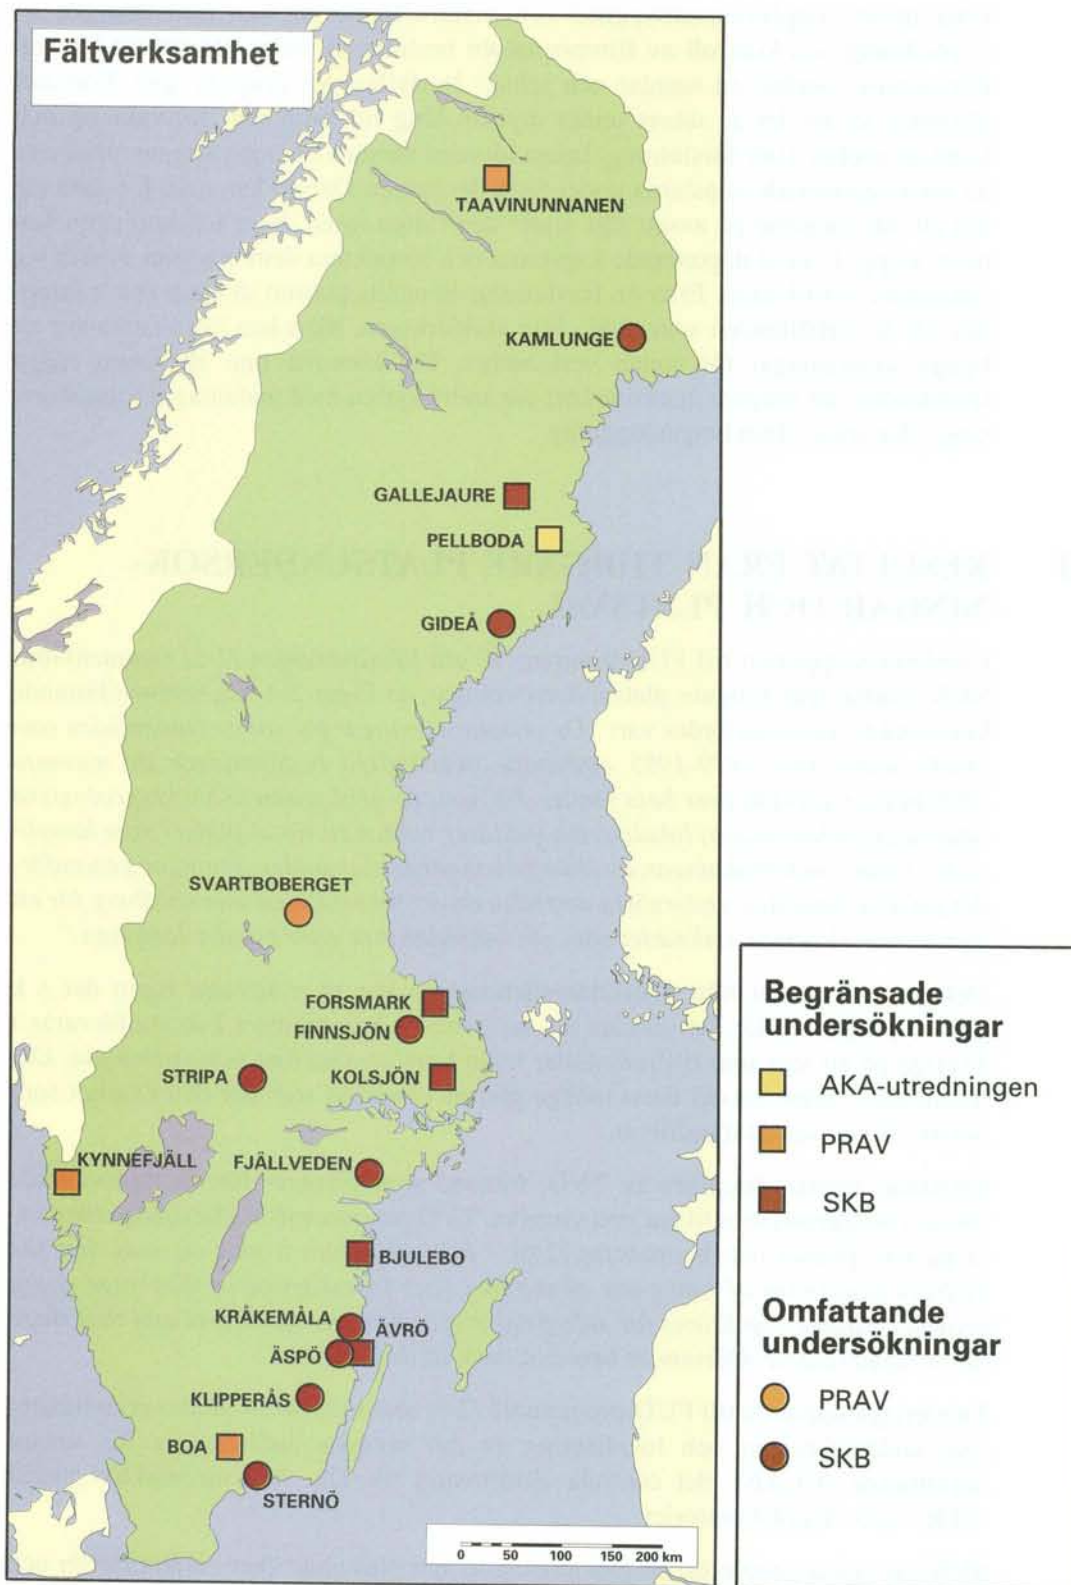 Fältverksamhet
TAAVINUNNANEN
KAMLUNGE
GALLEJAURE
PELLBODA
GIDEÅ
SVARTBOBERGET
FORSMARK
FINNSJÖN
STRIPA
KOLSJÖN
KYNNEFJÄLL
FJÄLLVEDEN
BJULEBO
KRÅKEMÅLA
ÄVRÖ
ÄSPÖ
KLIPPERÅS
BOA
STERNÖ
0 50 100 150 200 km
Begränsade
undersökningar
AKA-utredningen
PRAV
SKB
Omfattande
undersökningar
PRAV
SKB